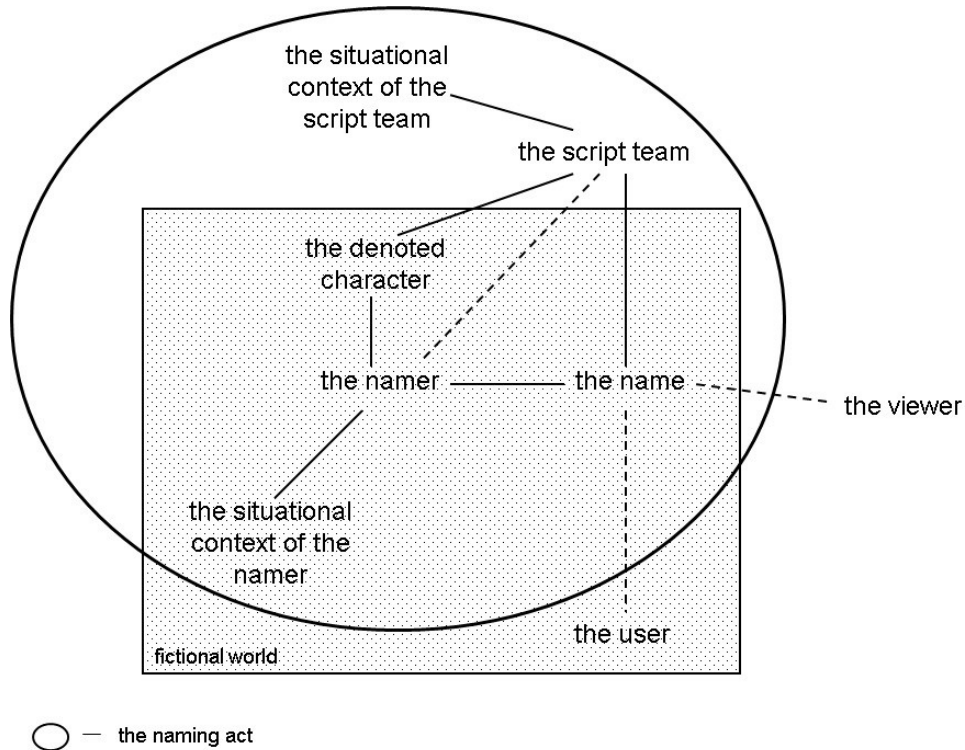 the situational
context of the
script team
the script team
the denoted
character
the namer
the name
the viewer
the situational
context of the
namer
the user
fictional world
— the naming act